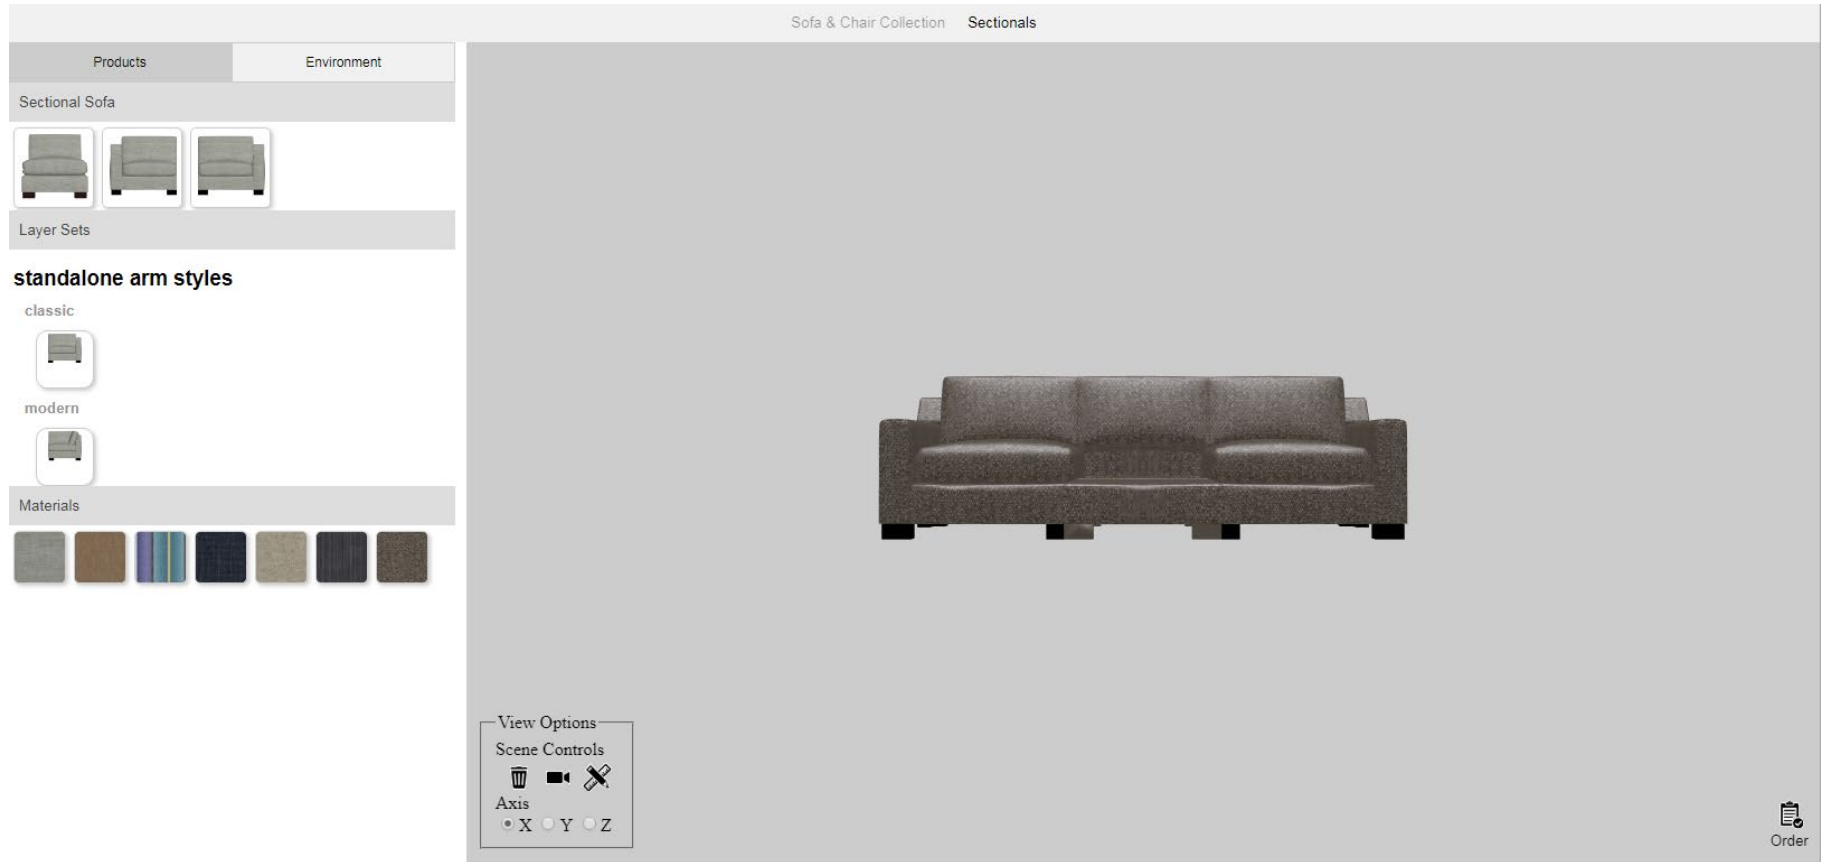 Sofa & Chair Collection Sectionals
Products Environment
Sectional Sofa
Layer Sets
standalone arm styles
classic
modern
Materials
View Options
Scene Controls
Axis
X Y Z
Order